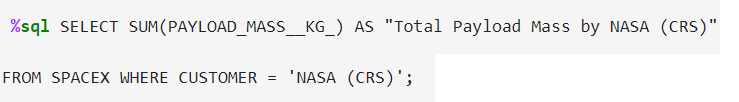 %sql SELECT SUM(PAYLOAD_MASS__KG_) AS "Total Payload Mass by NASA (CRS)"
FROM SPACEX WHERE CUSTOMER = 'NASA (CRS)';